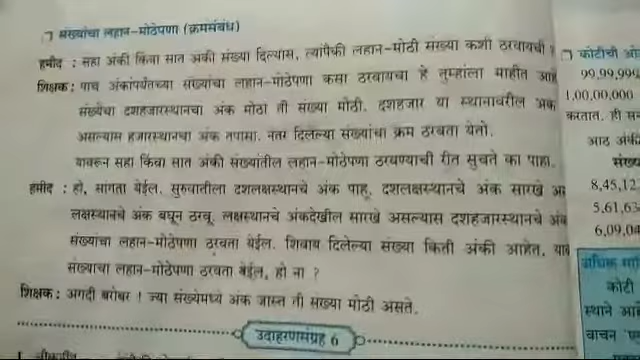 संख्यांचा लहान-मोठेपणा (क्रमसंबंध)
हमीद : सहा अंकी किंवा सात अंकी संख्या दिल्यास, त्यांपैकी लहान-मोठी संख्या कशी ठरवायची ?
शिक्षक : पाच अंकांपर्यंतच्या संख्यांचा लहान-मोठेपणा कसा ठरवायचा हे तुम्हांला माहीत आहे
संख्येचा दशहजारस्थानचा अंक मोठा ती संख्या मोठी. दशहजार या स्थानावरील अंक
असल्यास हजारस्थानचा अंक तपासा. नंतर दिलेल्या संख्यांचा क्रम ठरवता येतो.
यावरून सहा किंवा सात अंकी संख्यांतील लहान-मोठेपणा ठरवण्याची रीत सुचते का पाहा.
हमीद : हो, सांगता येईल. सुरुवातीला दशलक्षस्थानचे अंक पाहू. दशलक्षस्थानचे अंक सारखे
लक्षस्थानचे अंक बघून ठरवू. लक्षस्थानचे अंकदेखील सारखे असल्यास दशहजारस्थानचे अंक
संख्यांचा लहान-मोठेपणा ठरवता येईल. शिवाय दिलेल्या संख्या किती अंकी आहेत,
संख्याचा लहान-मोठेपणा ठरवता येईल, हो ना ?
शिक्षक : अगदी बरोबर ! ज्या संख्येमध्ये अंक जास्त ती संख्या मोठी असते.
उदाहरणसंग्रह 6
कोटीची
99,99,999
1,00,00,000
करतात. ही
आठ अंकी
8,45,12
5,61,63
6,09,04
कोटी
स्थाने
वाचन